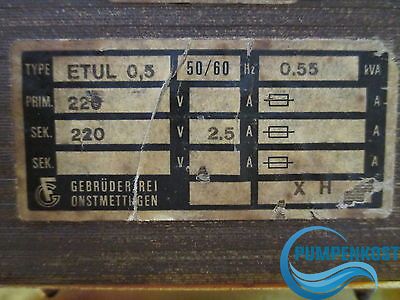 TYPE ETUL 0,5 50/60 Hz 0.55 kVA
PRIM. 220 V A A
SEK. 220 V 2.5 A A
SEK. V A A
GEBRÜDER FREI
ONSTMETTINGEN
X H
PUMPENKOST